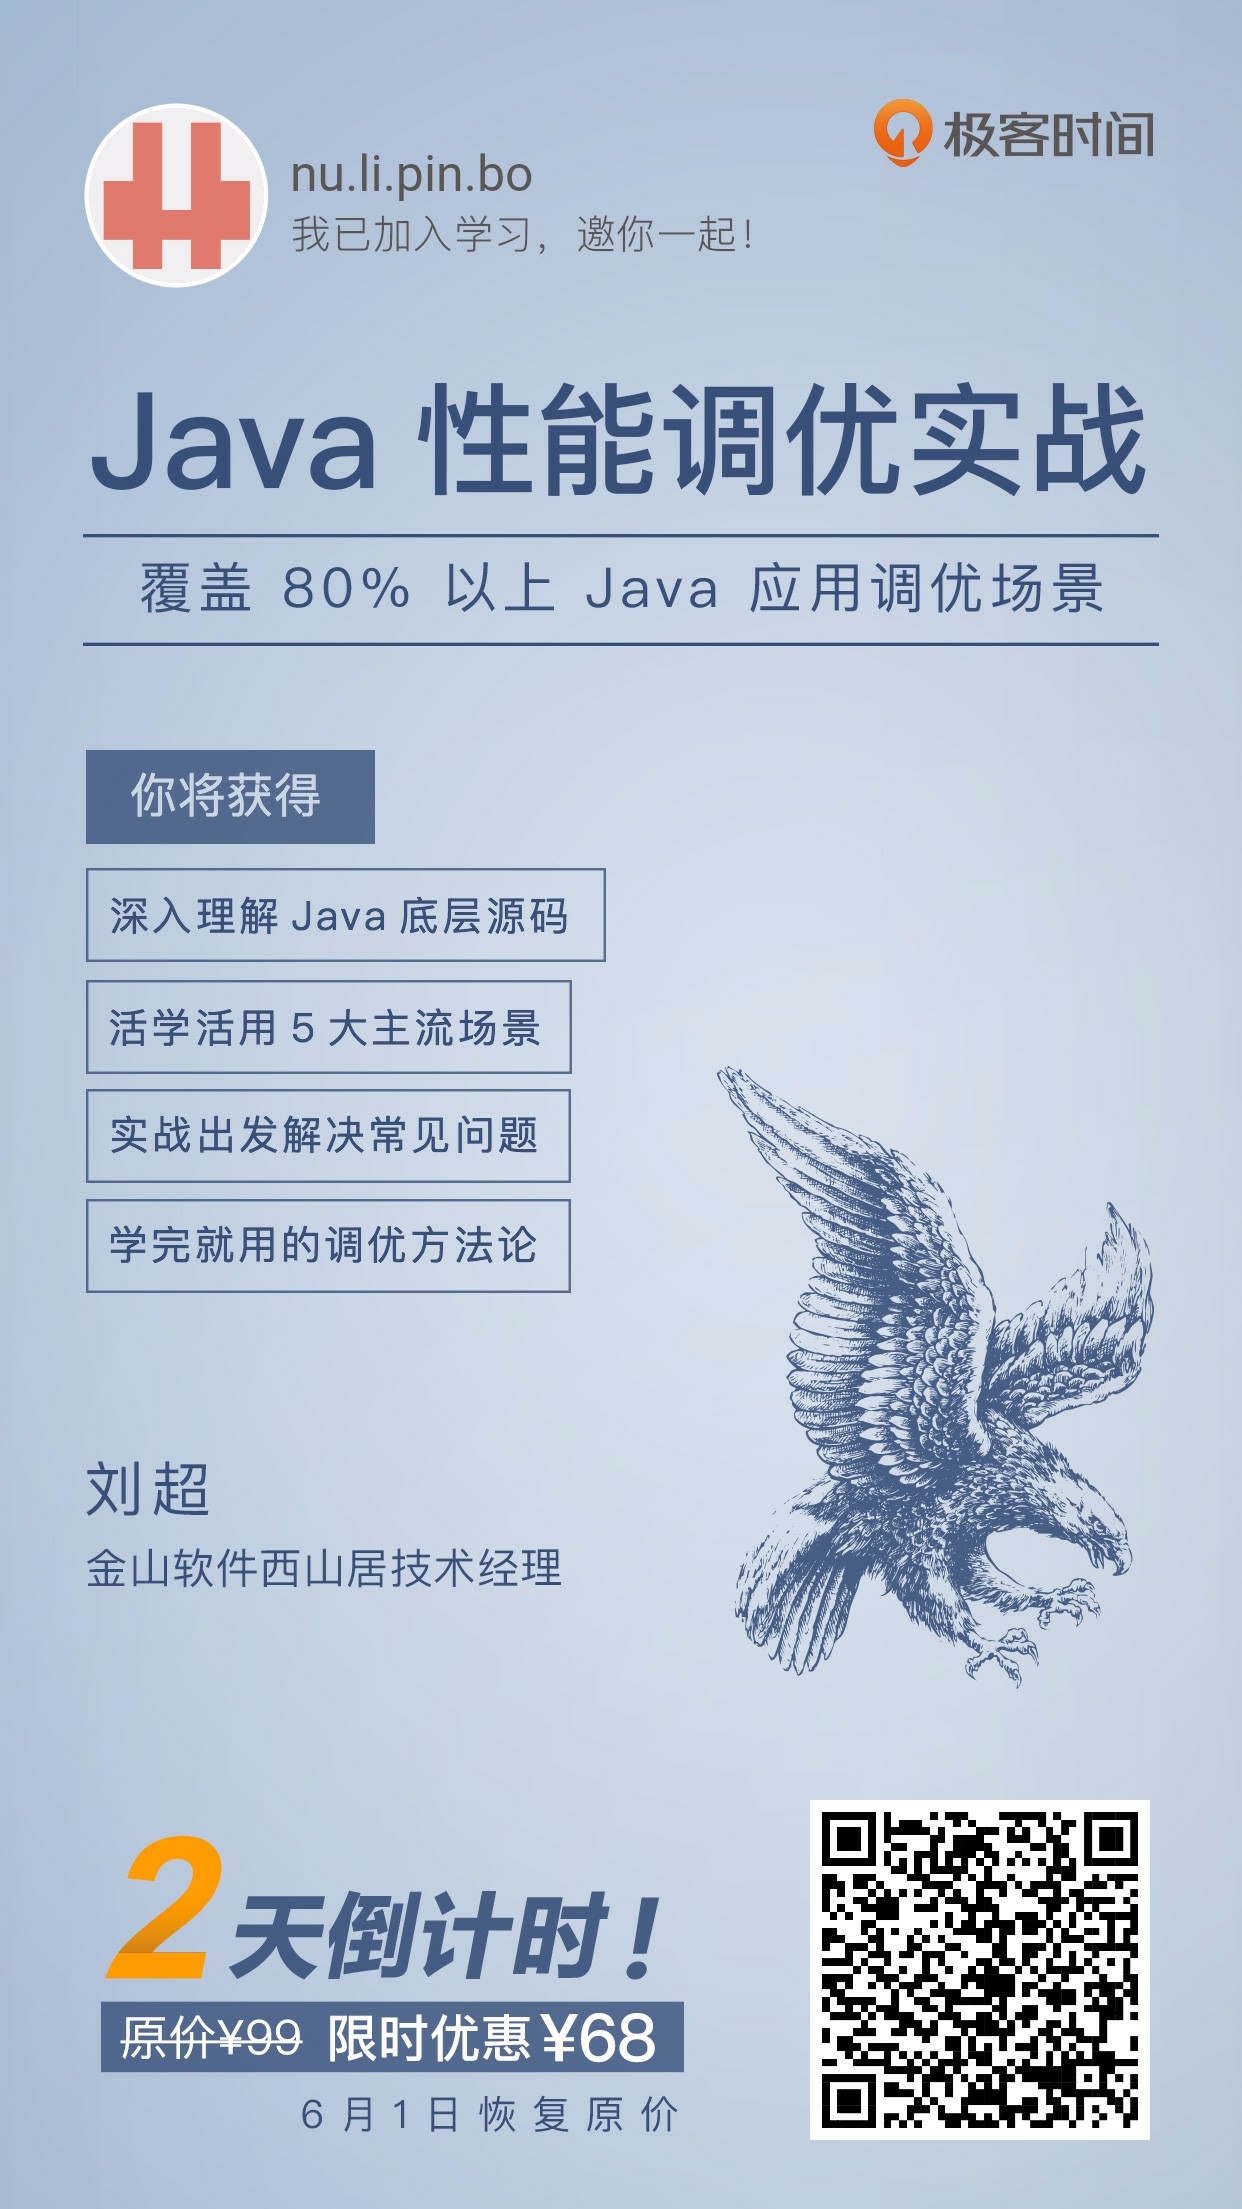 极客时间
nu.li.pin.bo
我已加入学习，邀你一起！
Java 性能调优实战
覆盖 80% 以上 Java 应用调优场景
你将获得
深入理解 Java 底层源码
活学活用 5 大主流场景
实战出发解决常见问题
学完就用的调优方法论
刘超
金山软件西山居技术经理
2天倒计时！
原价¥99 限时优惠¥68
6月1日恢复原价